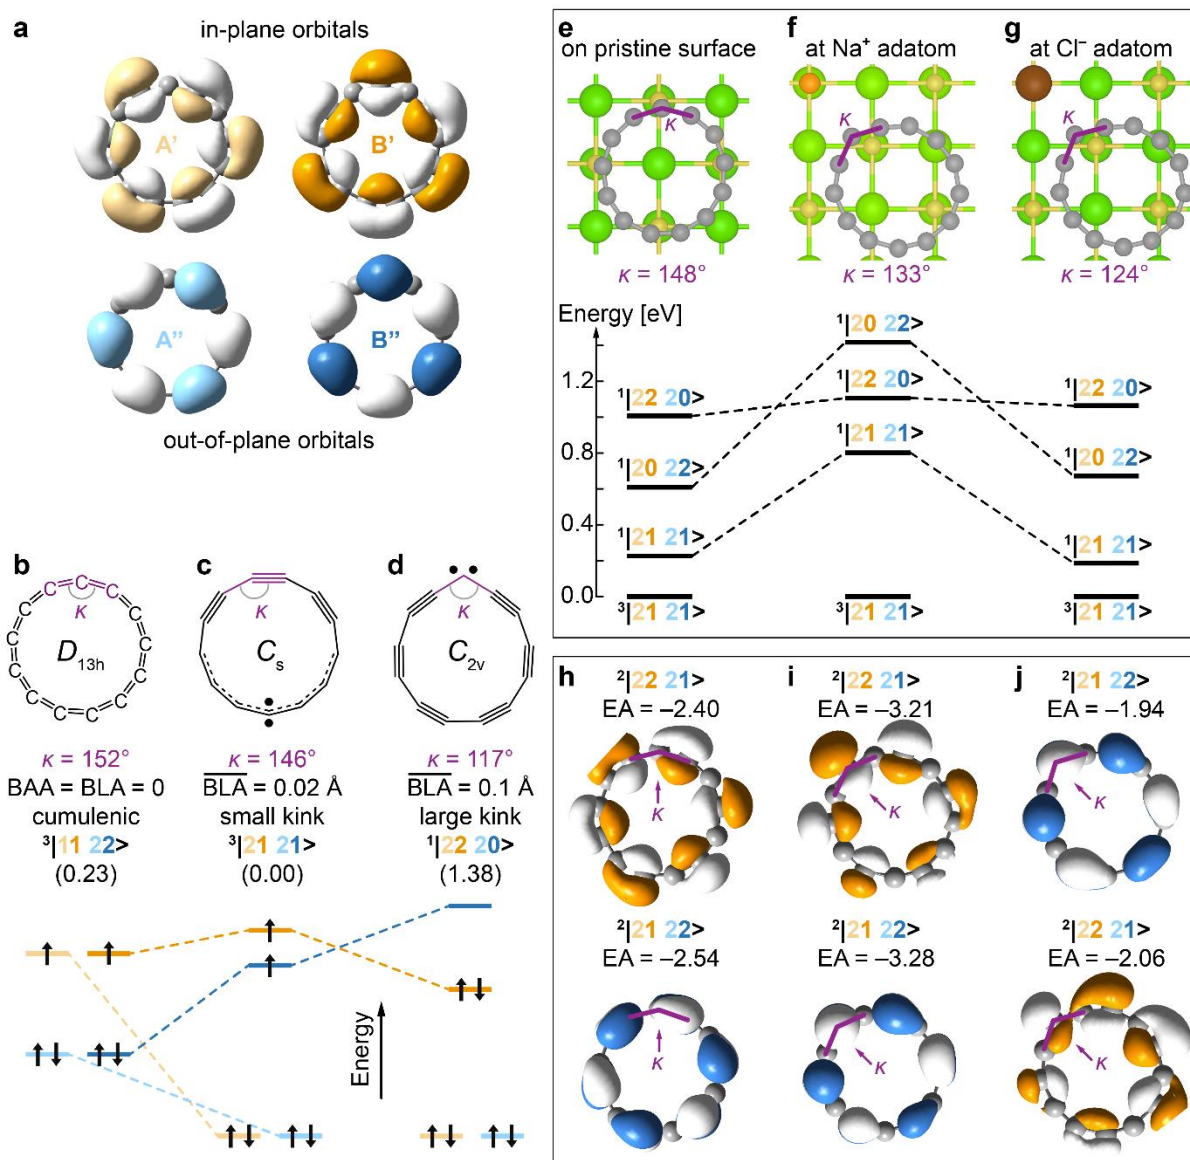 a
in-plane orbitals
A’
B’
A’’
B’’
out-of-plane orbitals
b
c
d
C C C C C C C C C C C C C
κ
κ
κ
D13h
Cs
C2v
κ = 152°
κ = 146°
κ = 117°
BAA = BLA = 0
BLA = 0.02 Å
BLA = 0.1 Å
cumulenic
small kink
large kink
³|11 22>
³|21 21>
¹|22 20>
(0.23)
(0.00)
(1.38)
Energy
e
f
g
on pristine surface
at Na⁺ adatom
at Cl⁻ adatom
κ
κ
κ
κ = 148°
κ = 133°
κ = 124°
Energy [eV]
1.2
0.8
0.4
0.0
¹|22 20>
¹|20 22>
¹|21 21>
³|21 21>
¹|20 22>
¹|22 20>
¹|21 21>
³|21 21>
¹|22 20>
¹|20 22>
¹|21 21>
³|21 21>
h
²|22 21>
EA = –2.40
κ
²|21 22>
EA = –2.54
κ
i
²|22 21>
EA = –3.21
κ
²|21 22>
EA = –3.28
κ
j
²|21 22>
EA = –1.94
κ
²|22 21>
EA = –2.06
κ